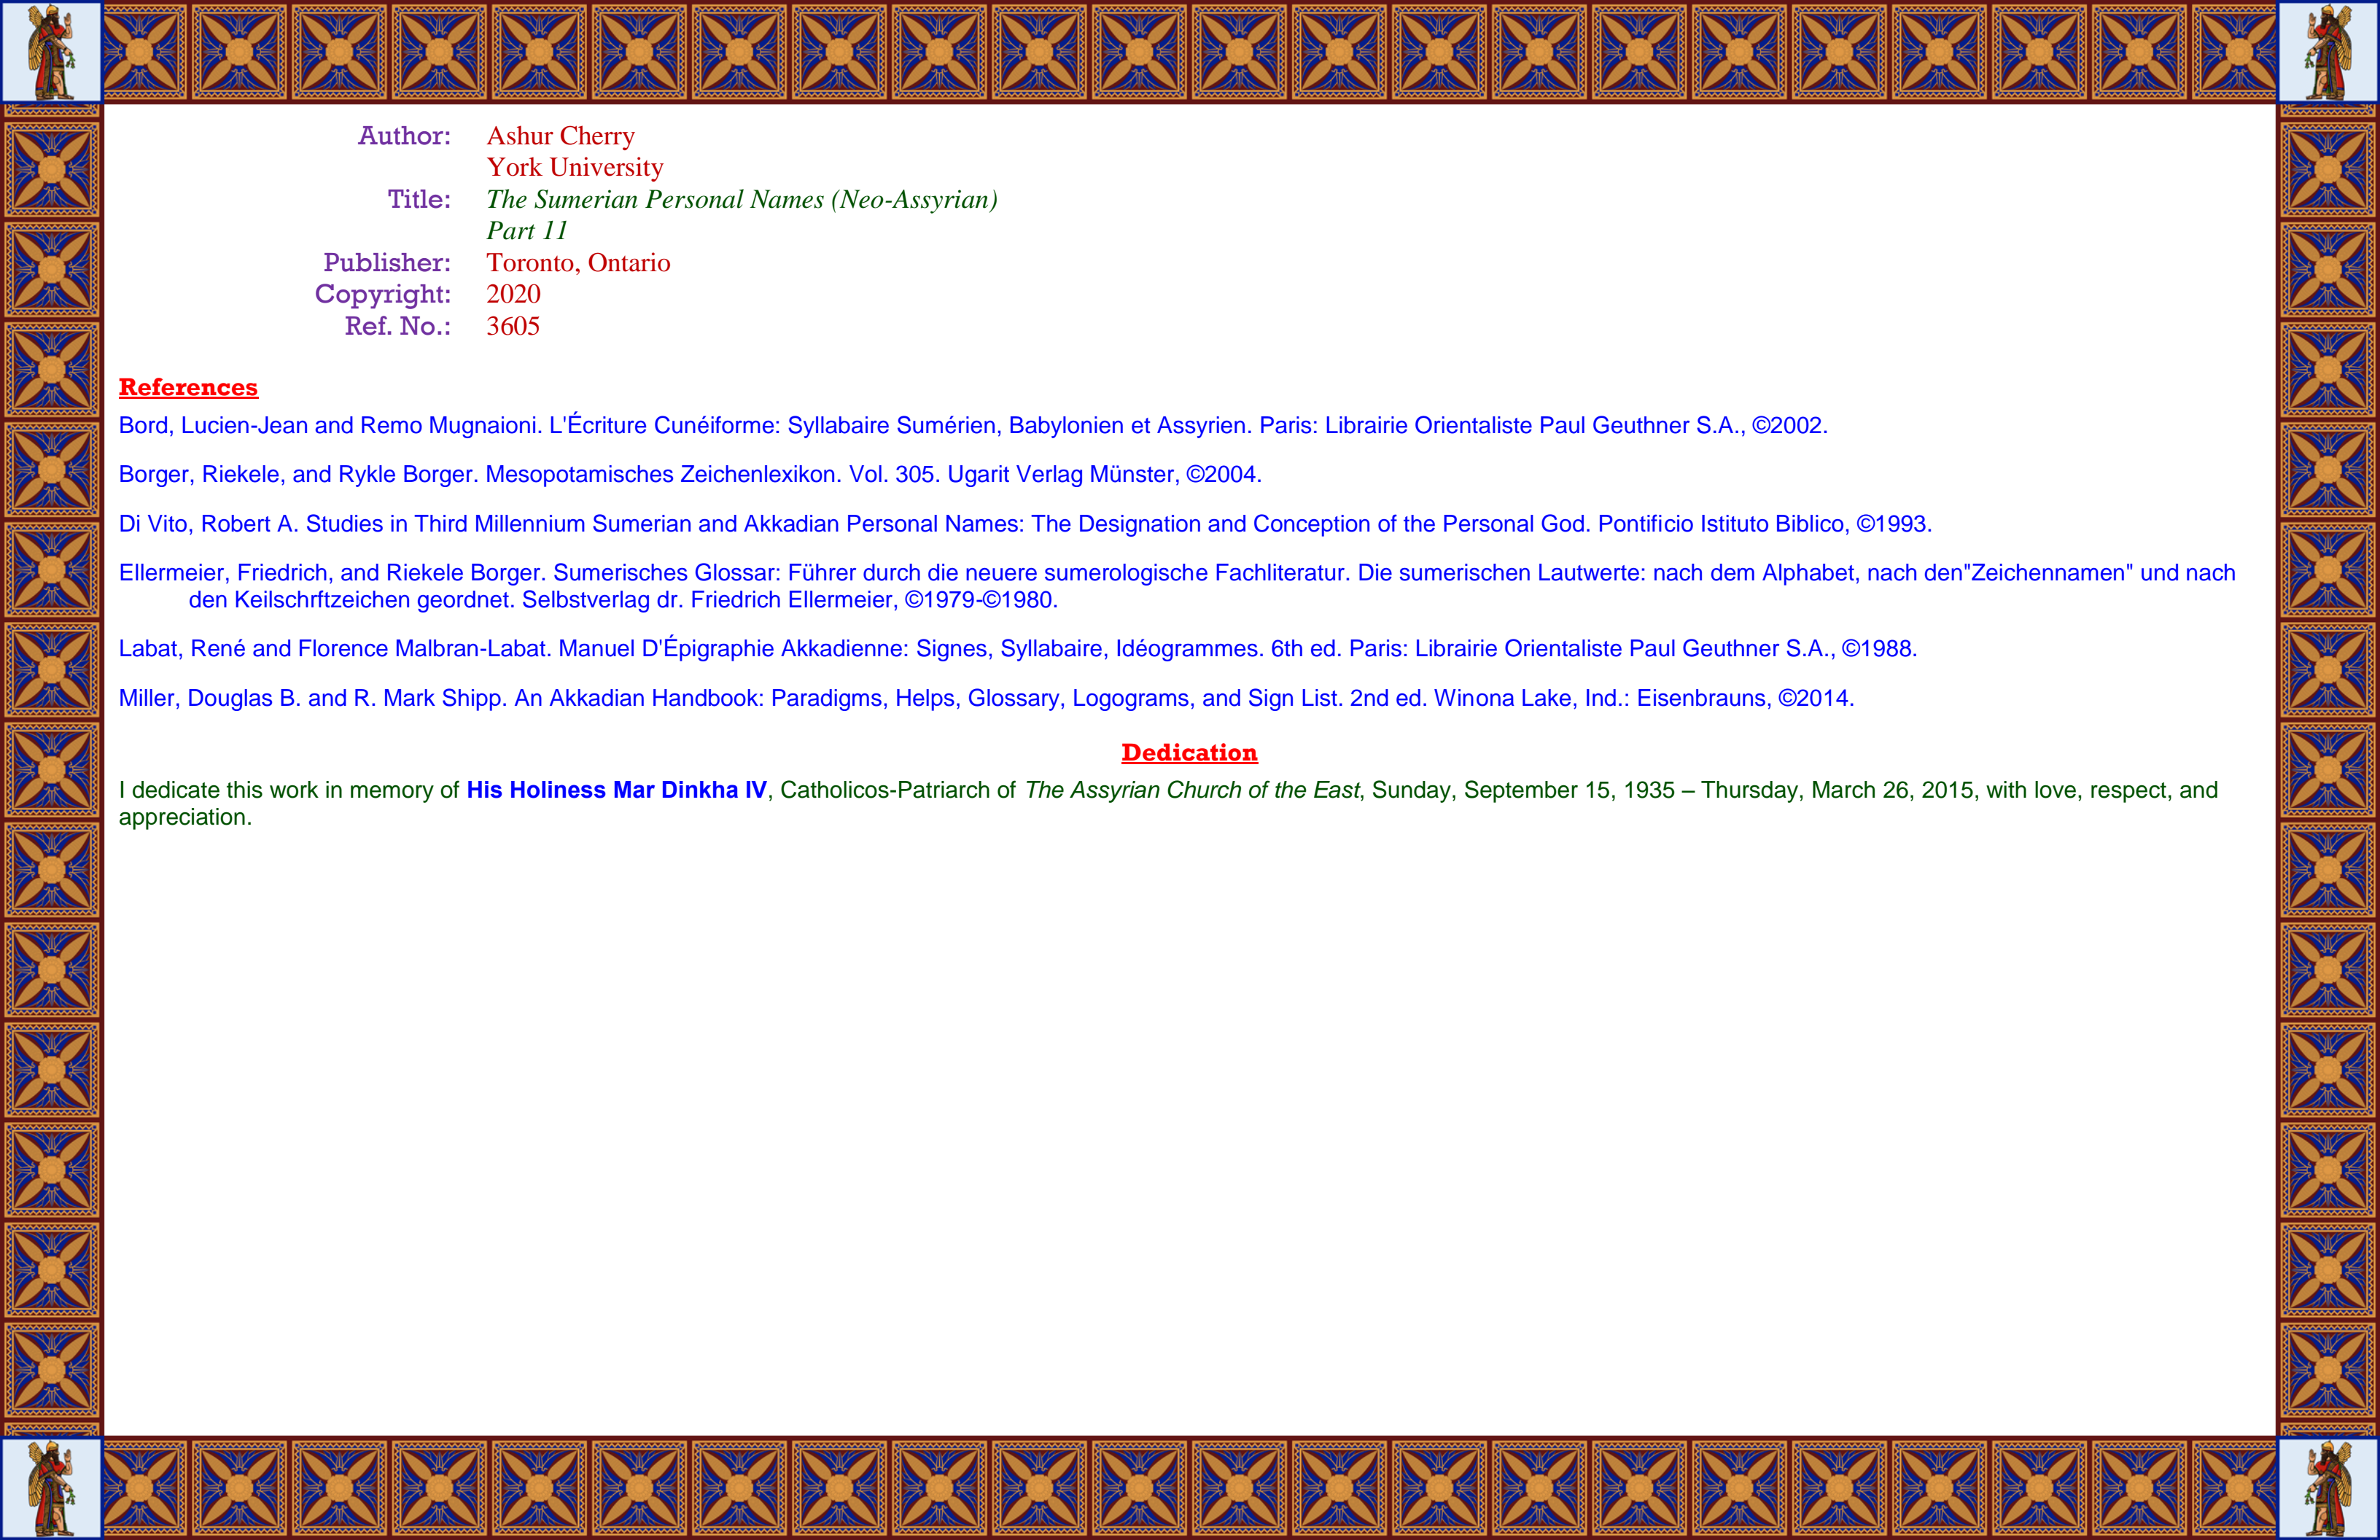 Author: Ashur Cherry
York University
Title: The Sumerian Personal Names (Neo-Assyrian)
Part 11
Publisher: Toronto, Ontario
Copyright: 2020
Ref. No.: 3605
References
Bord, Lucien-Jean and Remo Mugnaioni. L'Écriture Cunéiforme: Syllabaire Sumérien, Babylonien et Assyrien. Paris: Librairie Orientaliste Paul Geuthner S.A., ©2002.
Borger, Riekele, and Rykle Borger. Mesopotamisches Zeichenlexikon. Vol. 305. Ugarit Verlag Münster, ©2004.
Di Vito, Robert A. Studies in Third Millennium Sumerian and Akkadian Personal Names: The Designation and Conception of the Personal God. Pontificio Istituto Biblico, ©1993.
Ellermeier, Friedrich, and Riekele Borger. Sumerisches Glossar: Führer durch die neuere sumerologische Fachliteratur. Die sumerischen Lautwerte: nach dem Alphabet, nach den"Zeichennamen" und nach
den Keilschrftzeichen geordnet. Selbstverlag dr. Friedrich Ellermeier, ©1979-©1980.
Labat, René and Florence Malbran-Labat. Manuel D'Épigraphie Akkadienne: Signes, Syllabaire, Idéogrammes. 6th ed. Paris: Librairie Orientaliste Paul Geuthner S.A., ©1988.
Miller, Douglas B. and R. Mark Shipp. An Akkadian Handbook: Paradigms, Helps, Glossary, Logograms, and Sign List. 2nd ed. Winona Lake, Ind.: Eisenbrauns, ©2014.
Dedication
I dedicate this work in memory of His Holiness Mar Dinkha IV, Catholicos-Patriarch of The Assyrian Church of the East, Sunday, September 15, 1935 – Thursday, March 26, 2015, with love, respect, and
appreciation.